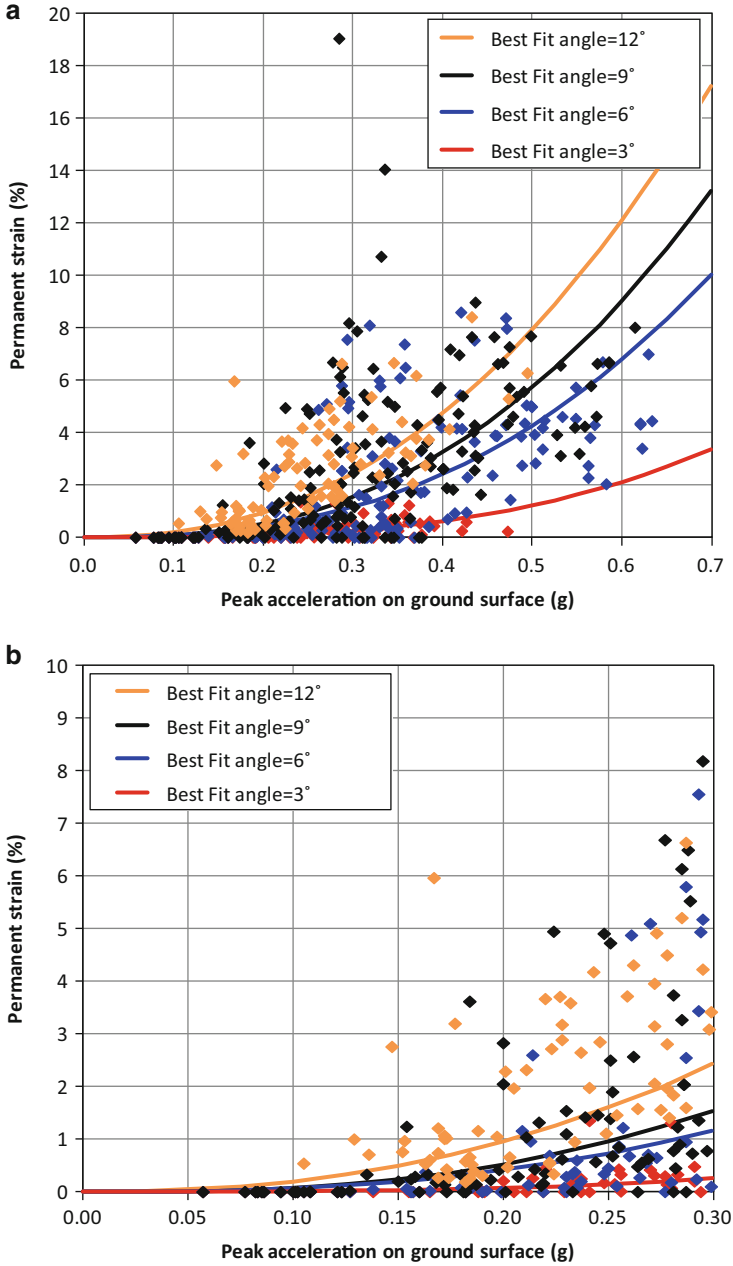 a
20
18
16
14
12
10
8
6
4
2
0
Permanent strain (%)
Best Fit angle=12˚
Best Fit angle=9˚
Best Fit angle=6˚
Best Fit angle=3˚
0.0 0.1 0.2 0.3 0.4 0.5 0.6 0.7
Peak acceleration on ground surface (g)
b
10
9
8
7
6
5
4
3
2
1
0
Permanent strain (%)
Best Fit angle=12˚
Best Fit angle=9˚
Best Fit angle=6˚
Best Fit angle=3˚
0.00 0.05 0.10 0.15 0.20 0.25 0.30
Peak acceleration on ground surface (g)